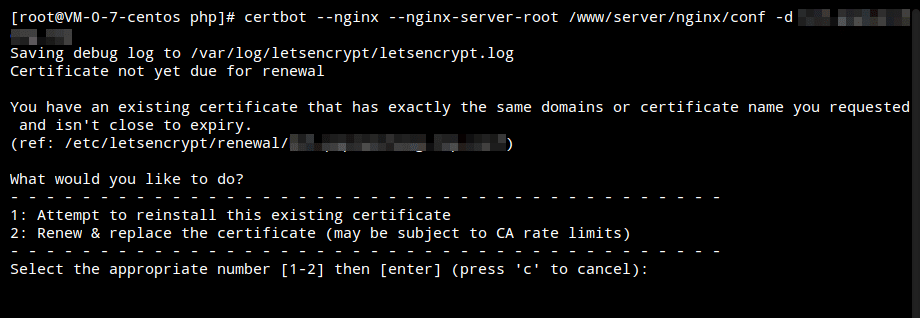 [root@VM-0-7-centos php]# certbot --nginx --nginx-server-root /www/server/nginx/conf -d
Saving debug log to /var/log/letsencrypt/letsencrypt.log
Certificate not yet due for renewal
You have an existing certificate that has exactly the same domains or certificate name you requested
 and isn't close to expiry.
(ref: /etc/letsencrypt/renewal/ )
What would you like to do?
- - - - - - - - - - - - - - - - - - - - - - - - - - - - - - - - - - - - - - - -
1: Attempt to reinstall this existing certificate
2: Renew & replace the certificate (may be subject to CA rate limits)
- - - - - - - - - - - - - - - - - - - - - - - - - - - - - - - - - - - - - - - -
Select the appropriate number [1-2] then [enter] (press 'c' to cancel):